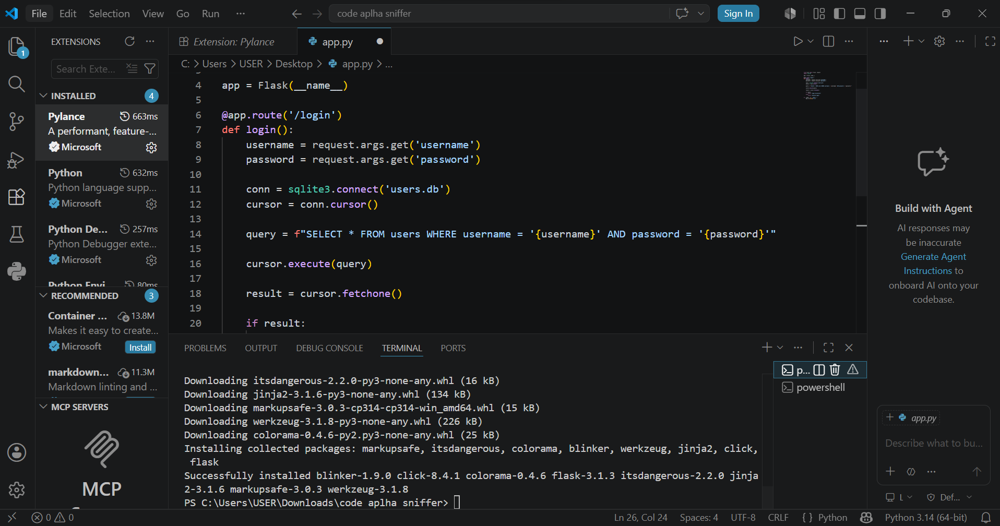 File Edit Selection View Go Run ··· code aplha sniffer Sign In
EXTENSIONS
Extension: Pylance
app.py
C: > Users > USER > Desktop > app.py > ...
Search Exte...
INSTALLED 4
Pylance 663ms
A performant, feature-...
Microsoft
Python 632ms
Python language supp...
Microsoft
Python De... 257ms
Python Debugger exte...
Microsoft
Python Envi 80ms
RECOMMENDED 3
Container ... 13.8M
Makes it easy to create...
Microsoft Install
markdown... 11.3M
Markdown linting and ...
MCP SERVERS
MCP
1
4 app = Flask(__name__)
5
6 @app.route('/login')
7 def login():
8 username = request.args.get('username')
9 password = request.args.get('password')
10
11 conn = sqlite3.connect('users.db')
12 cursor = conn.cursor()
13
14 query = f"SELECT * FROM users WHERE username = '{username}' AND password = '{password}'"
15
16 cursor.execute(query)
17
18 result = cursor.fetchone()
19
20 if result:
PROBLEMS OUTPUT DEBUG CONSOLE TERMINAL PORTS
Downloading itsdangerous-2.2.0-py3-none-any.whl (16 kB)
Downloading jinja2-3.1.6-py3-none-any.whl (134 kB)
Downloading markupsafe-3.0.3-cp314-cp314-win_amd64.whl (15 kB)
Downloading werkzeug-3.1.8-py3-none-any.whl (226 kB)
Downloading colorama-0.4.6-py2.py3-none-any.whl (25 kB)
Installing collected packages: markupsafe, itsdangerous, colorama, blinker, werkzeug, jinja2, click,
flask
Successfully installed blinker-1.9.0 click-8.4.1 colorama-0.4.6 flask-3.1.3 itsdangerous-2.2.0 jinja
2-3.1.6 markupsafe-3.0.3 werkzeug-3.1.8
PS C:\Users\USER\Downloads\code aplha sniffer>
p...
powershell
Build with Agent
AI responses may
be inaccurate
Generate Agent
Instructions to
onboard AI onto your
codebase.
app.py
Describe what to bu...
L
Def...
0 0
Ln 26, Col 24 Spaces: 4 UTF-8 CRLF { } Python Python 3.14 (64-bit)